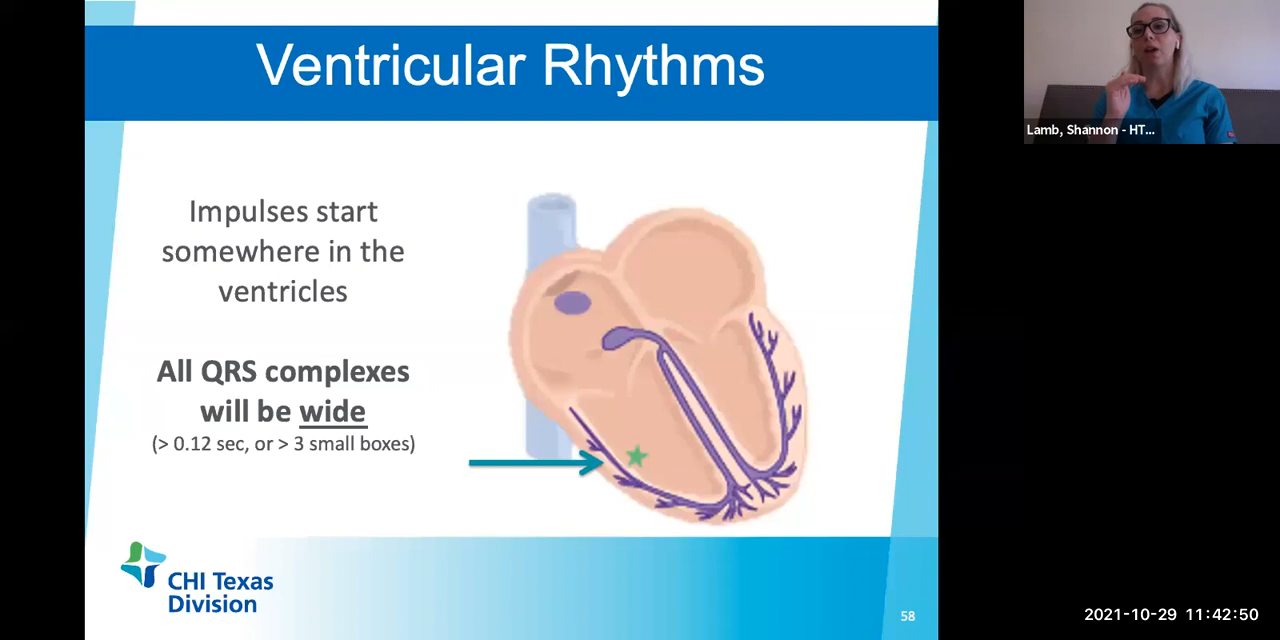 Ventricular Rhythms
Impulses start
somewhere in the
ventricles
All QRS complexes
will be wide
(> 0.12 sec, or > 3 small boxes)
CHI Texas
Division
58
Lamb, Shannon - HT...
2021-10-29 11:42:50